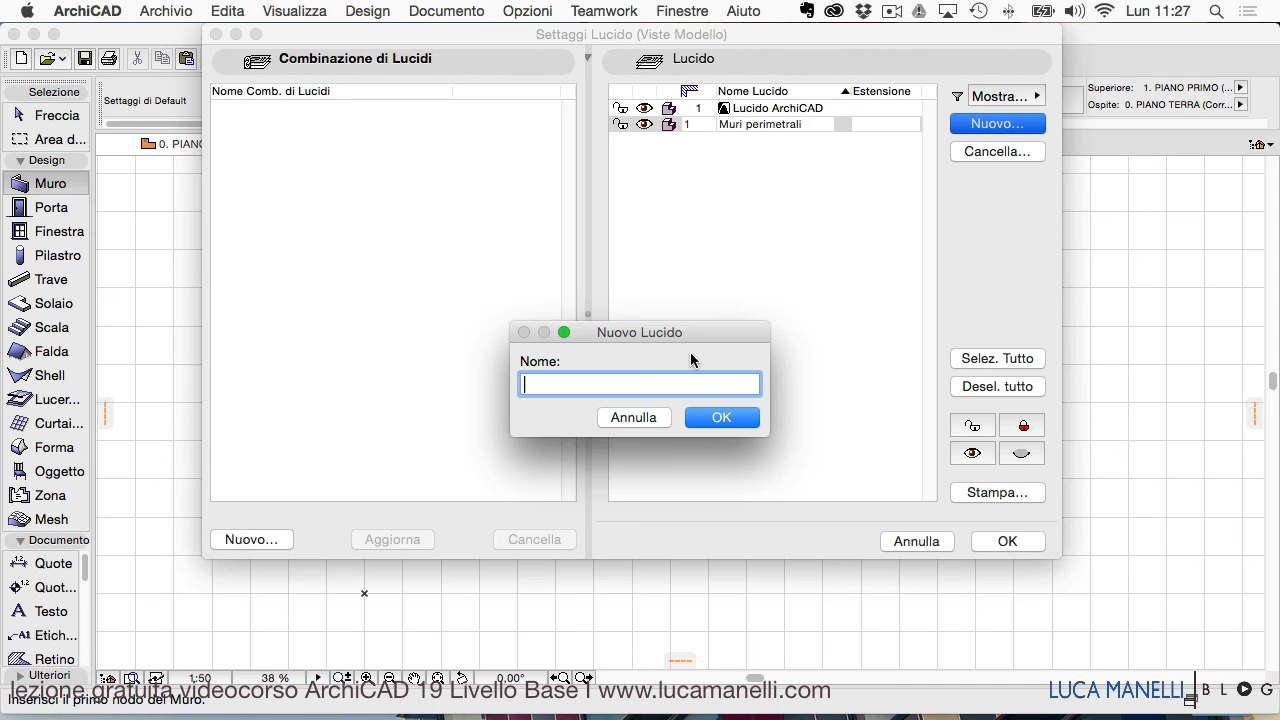 ArchiCAD Archivio Edita Visualizza Design Documento Opzioni Teamwork Finestre Aiuto Lun 11:27
Settaggi Lucido (Viste Modello)
Combinazione di Lucidi
Lucido
Nome Comb. di Lucidi
Nome Lucido Estensione
1 Lucido ArchiCAD
1 Muri perimetrali
Mostra...
Nuovo...
Cancella...
Selez. Tutto
Desel. tutto
Stampa...
Annulla OK
Nuovo... Aggiorna Cancella
Nuovo Lucido
Nome:
Annulla OK
Superiore: 1. PIANO PRIMO (...
Ospite: 0. PIANO TERRA (Corr...
Settaggi di Default
0. PIANO
Selezione
Freccia
Area d...
Design
Muro
Porta
Finestra
Pilastro
Trave
Solaio
Scala
Falda
Shell
Lucer...
Curtai...
Forma
Oggetto
Zona
Mesh
Documento
Quote
Quot...
Testo
Etich...
Retino
Ulteriori
1:50 38 % 0,00°
lezione gratuita videocorso ArchiCAD 19 Livello Base I www.lucamanelli.com
Inserisci il primo nodo del Muro.
LUCA MANELLI BLOG